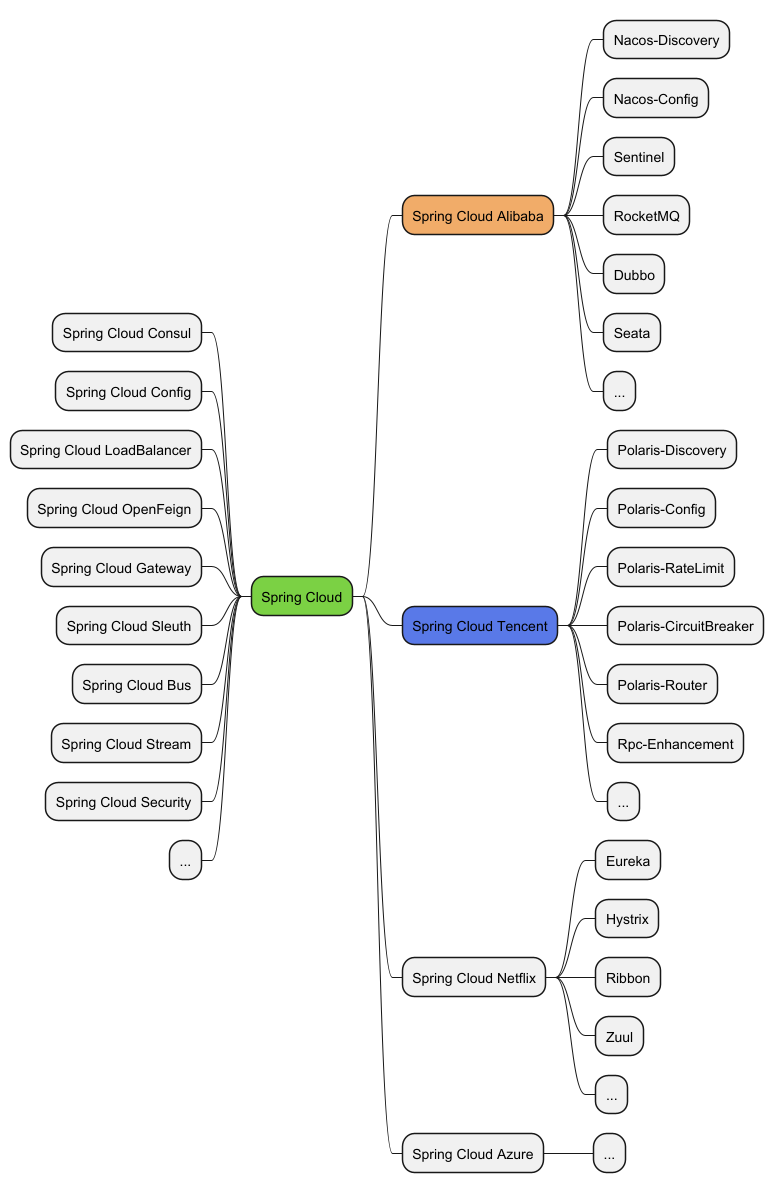 Spring Cloud
Spring Cloud Alibaba
Nacos-Discovery
Nacos-Config
Sentinel
RocketMQ
Dubbo
Seata
...
Spring Cloud Tencent
Polaris-Discovery
Polaris-Config
Polaris-RateLimit
Polaris-CircuitBreaker
Polaris-Router
Rpc-Enhancement
...
Spring Cloud Netflix
Eureka
Hystrix
Ribbon
Zuul
...
Spring Cloud Azure
...
Spring Cloud Consul
Spring Cloud Config
Spring Cloud LoadBalancer
Spring Cloud OpenFeign
Spring Cloud Gateway
Spring Cloud Sleuth
Spring Cloud Bus
Spring Cloud Stream
Spring Cloud Security
...